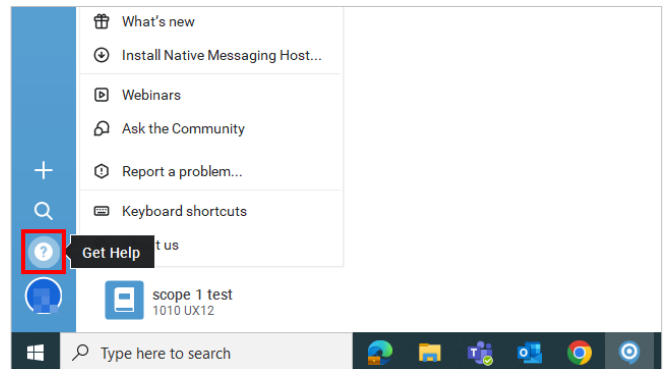 What's new
Install Native Messaging Host...
Webinars
Ask the Community
Report a problem...
Keyboard shortcuts
Get Help t us
scope 1 test
1010 UX12
Type here to search